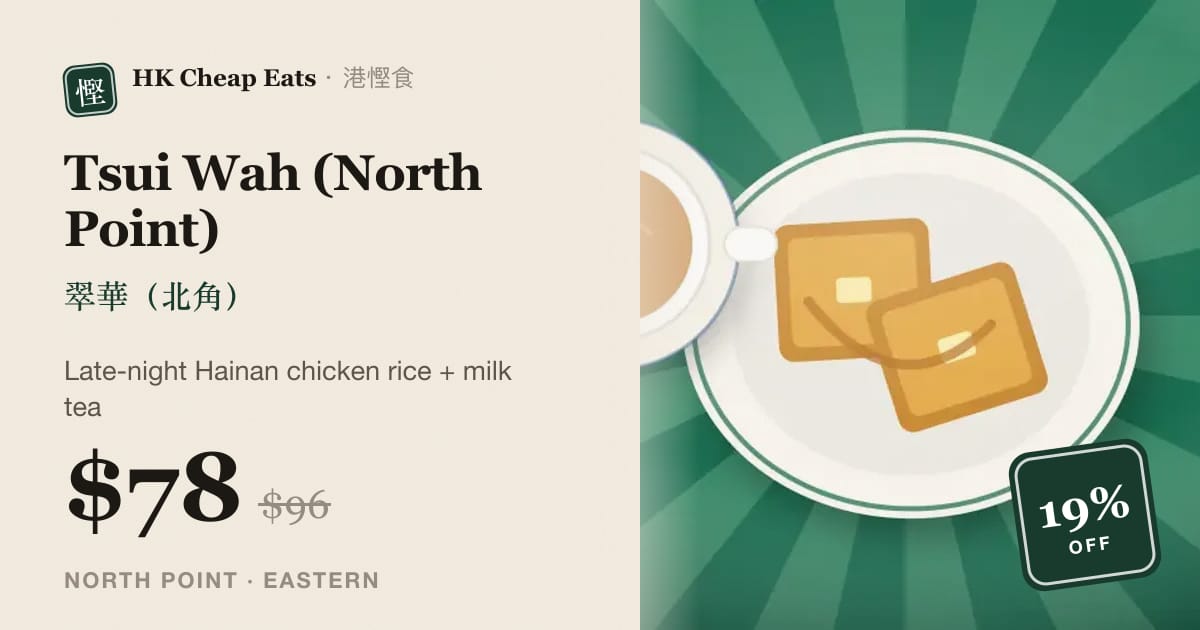 慳
HK Cheap Eats · 港慳食
Tsui Wah (North
Point)
翠華（北角）
Late-night Hainan chicken rice + milk
tea
$78 $96
NORTH POINT · EASTERN
19%
OFF